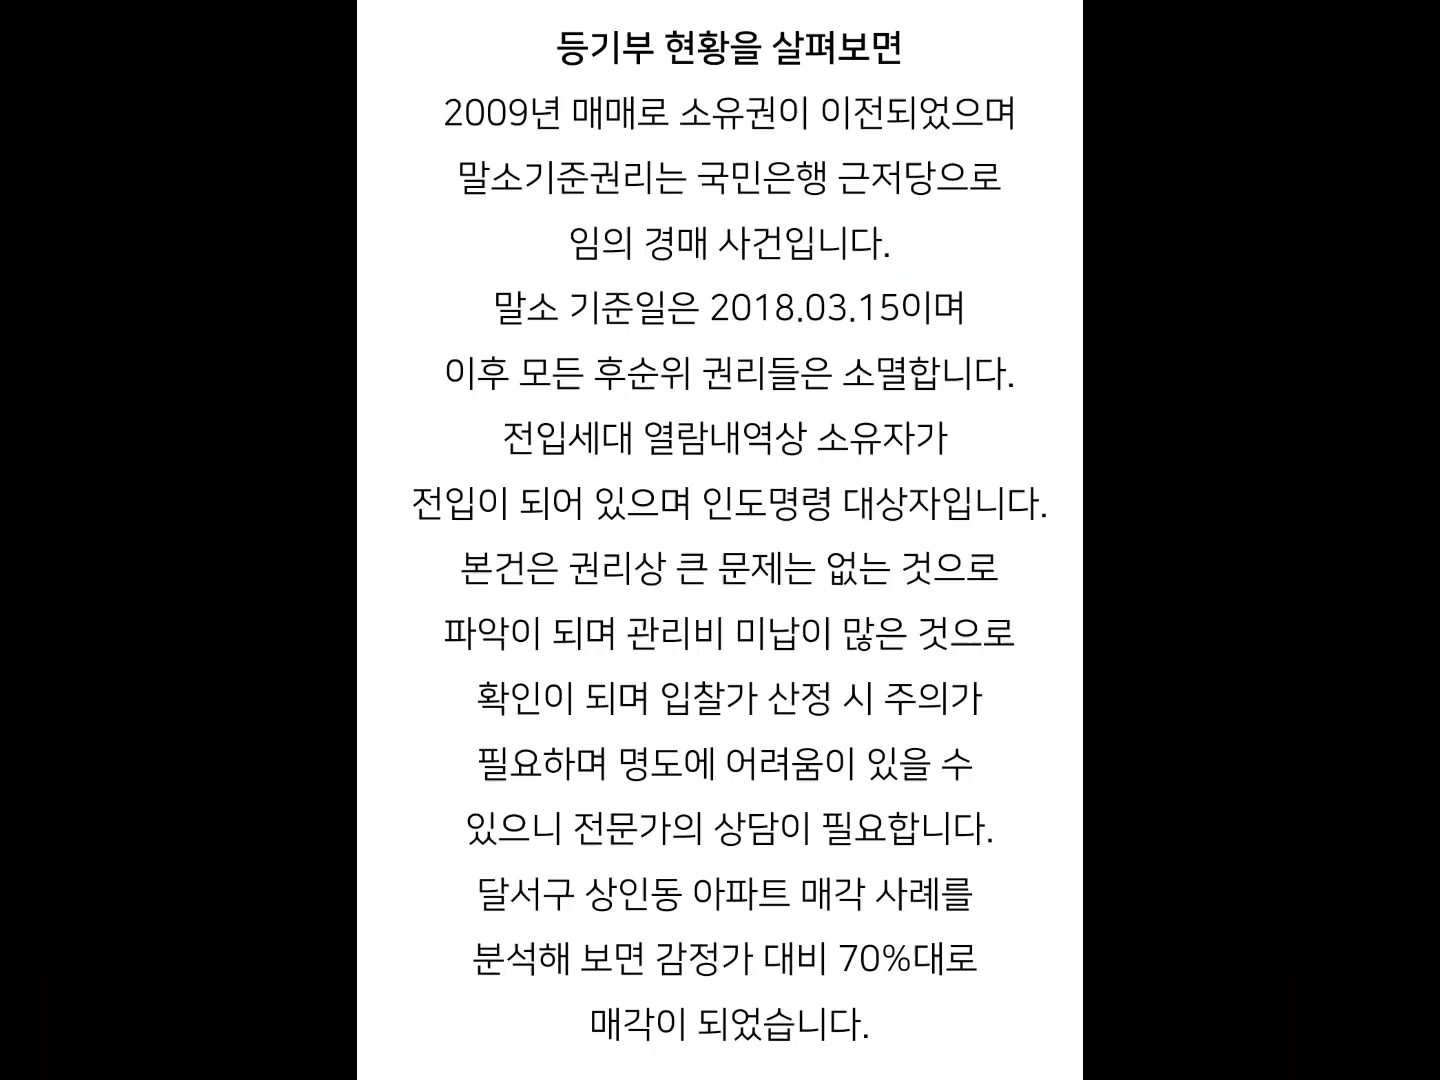 등기부 현황을 살펴보면
2009년 매매로 소유권이 이전되었으며
말소기준권리는 국민은행 근저당으로
임의 경매 사건입니다.
말소 기준일은 2018.03.15이며
이후 모든 후순위 권리들은 소멸합니다.
전입세대 열람내역상 소유자가
전입이 되어 있으며 인도명령 대상자입니다.
본건은 권리상 큰 문제는 없는 것으로
파악이 되며 관리비 미납이 많은 것으로
확인이 되며 입찰가 산정 시 주의가
필요하며 명도에 어려움이 있을 수
있으니 전문가의 상담이 필요합니다.
달서구 상인동 아파트 매각 사례를
분석해 보면 감정가 대비 70%대로
매각이 되었습니다.